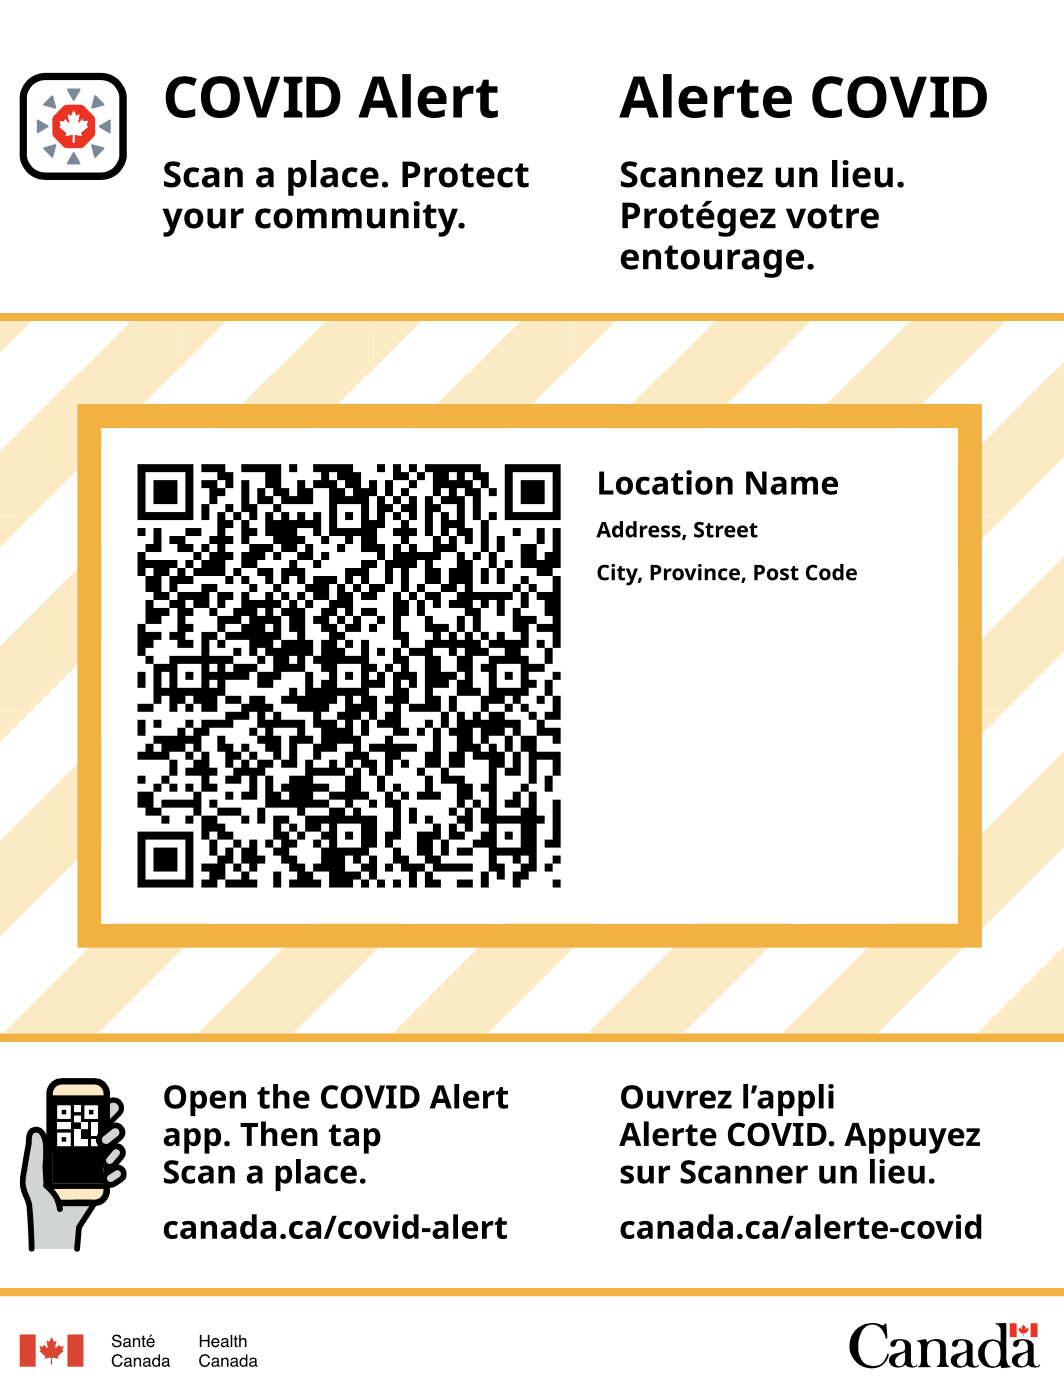 COVID Alert
Scan a place. Protect
your community.
Alerte COVID
Scannez un lieu.
Protégez votre
entourage.
Location Name
Address, Street
City, Province, Post Code
Open the COVID Alert
app. Then tap
Scan a place.
canada.ca/covid-alert
Ouvrez l’appli
Alerte COVID. Appuyez
sur Scanner un lieu.
canada.ca/alerte-covid
Santé
Canada
Health
Canada
Canada